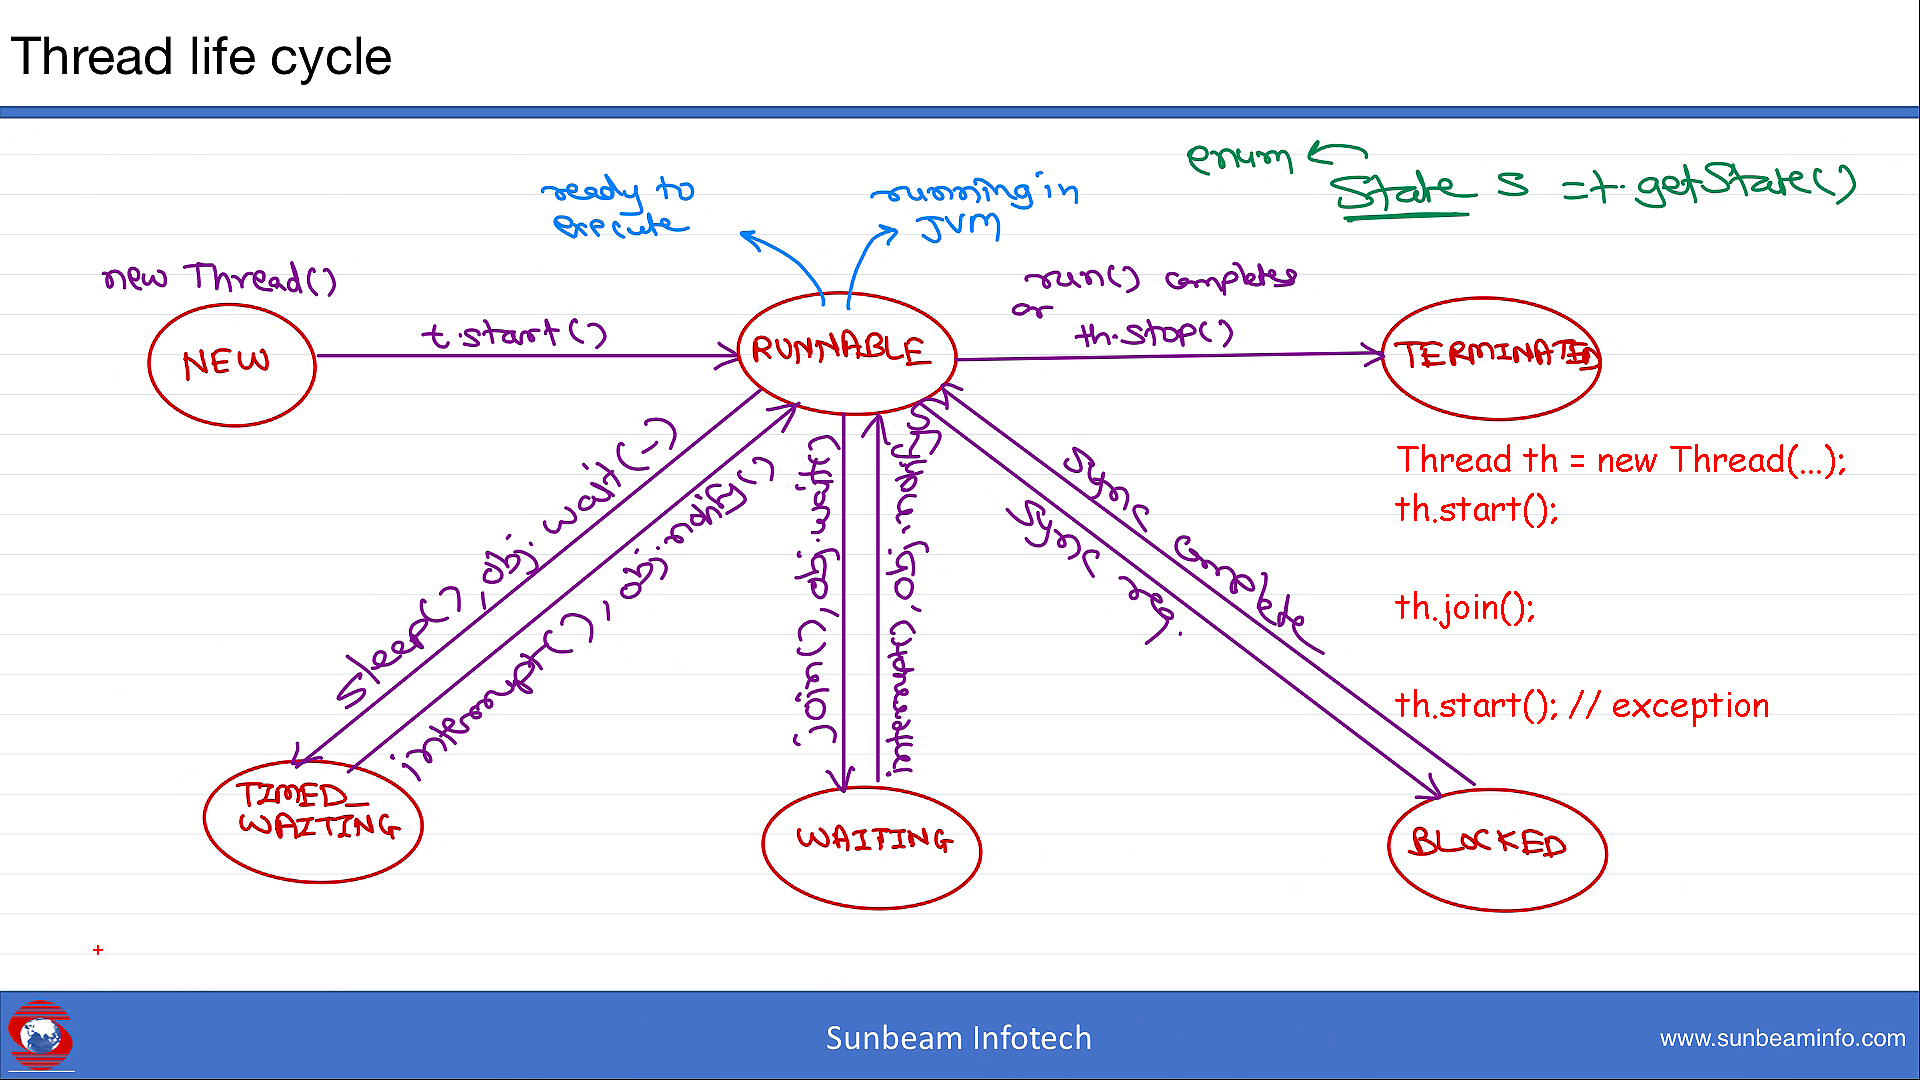 Thread life cycle
enum
State s = t.getState()
ready to
execute
running in
JVM
new Thread()
run() completes
or
th.stop()
t.start()
NEW
RUNNABLE
TERMINATED
sleep(), obj.wait(-)
interrupt(), obj.notify()
join(), obj.wait()
interrupt(), obj.notify()
sync complete
sync req.
Thread th = new Thread(...);
th.start();
th.join();
th.start(); // exception
TIMED_
WAITING
WAITING
BLOCKED
Sunbeam Infotech
www.sunbeaminfo.com